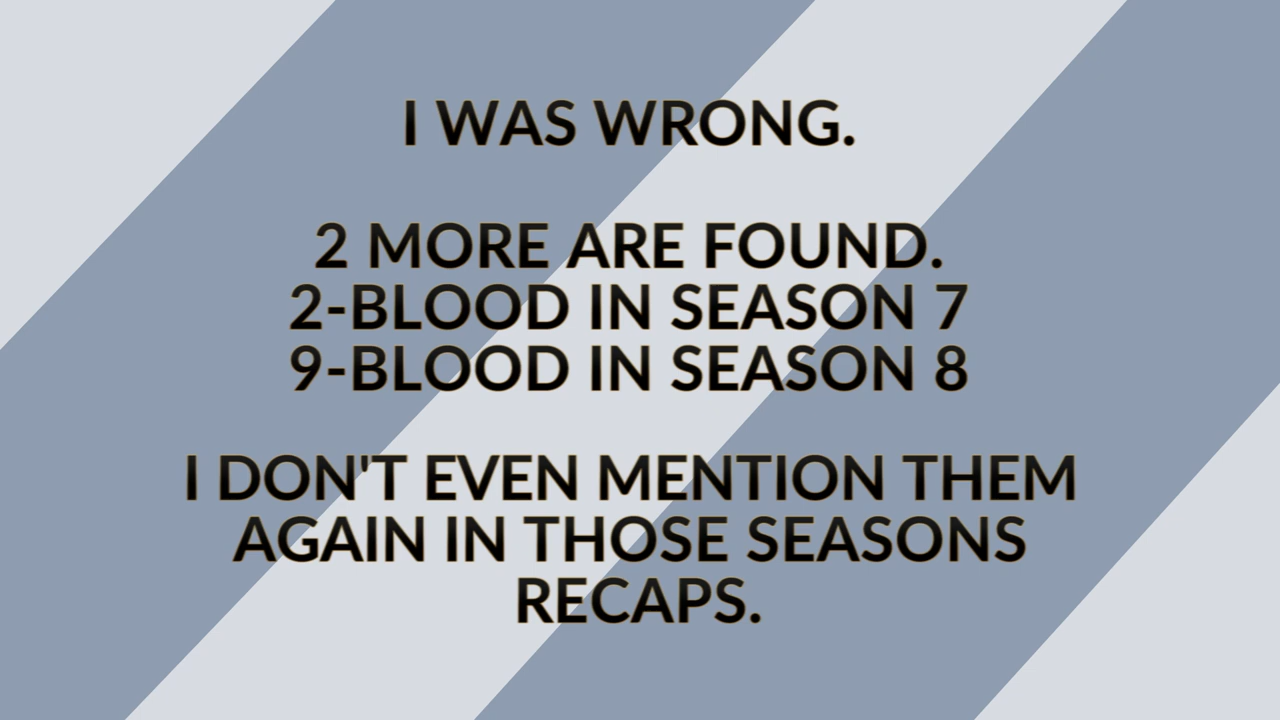 I WAS WRONG.
2 MORE ARE FOUND.
2-BLOOD IN SEASON 7
9-BLOOD IN SEASON 8
I DON'T EVEN MENTION THEM
AGAIN IN THOSE SEASONS
RECAPS.